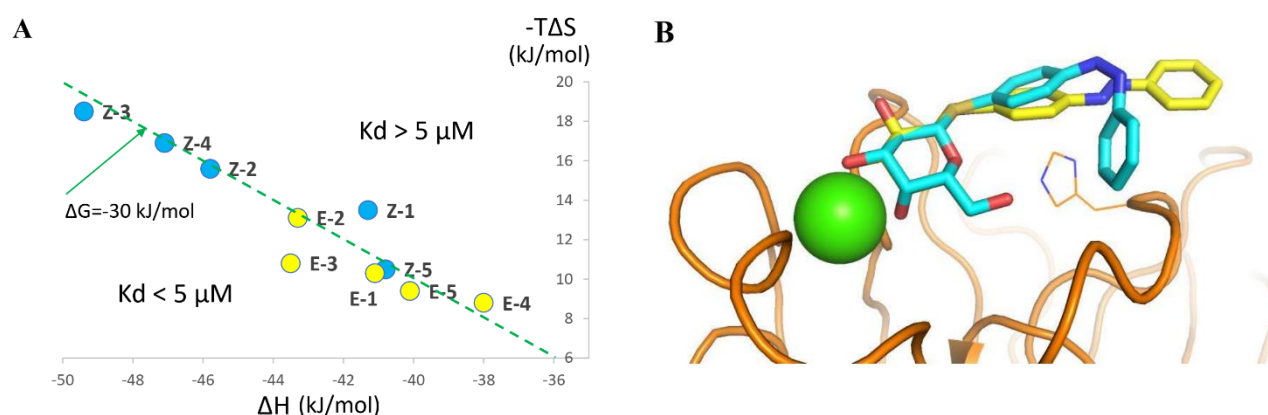 A
-TΔS
(kJ/mol)
20
18
16
14
12
10
8
6
Z-3
Z-4
Z-2
Kd > 5 µM
ΔG=-30 kJ/mol
E-2
Z-1
E-3
Z-5
Kd < 5 µM
E-1
E-5
E-4
-50
-48
-46
-44
-42
-40
-38
-36
ΔH (kJ/mol)
B